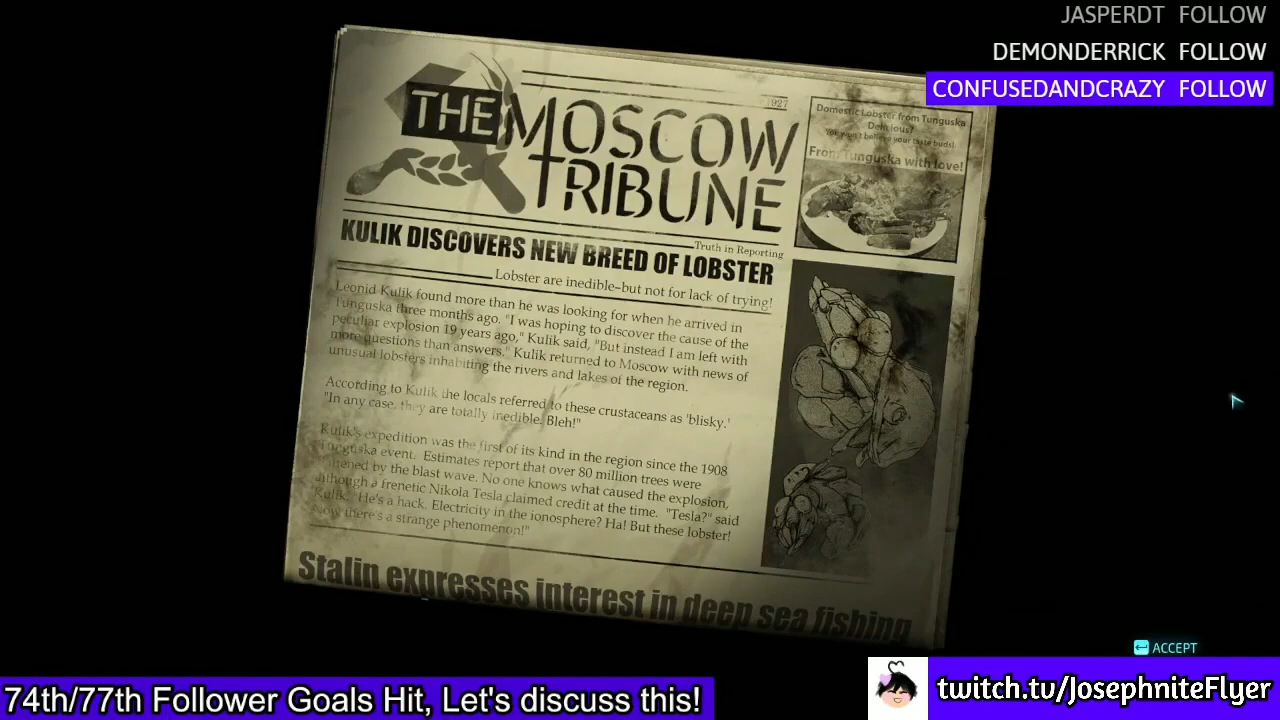 JASPERDT FOLLOW
DEMONDERRICK FOLLOW
CONFUSEDANDCRAZY FOLLOW
1927
THE MOSCOW
TRIBUNE
Truth in Reporting
Domestic Lobster from Tunguska
Delicious?
You won't believe your taste buds!
From Tunguska with love!
KULIK DISCOVERS NEW BREED OF LOBSTER
Lobster are inedible-but not for lack of trying!
Leonid Kulik found more than he was looking for when he arrived in
Tunguska three months ago. "I was hoping to discover the cause of the
peculiar explosion 19 years ago," Kulik said, "But instead I am left with
more questions than answers." Kulik returned to Moscow with news of
unusual lobsters inhabiting the rivers and lakes of the region.
According to Kulik the locals referred to these crustaceans as 'blisky.'
"In any case, they are totally inedible. Bleh!"
Kulik's expedition was the first of its kind in the region since the 1908
Tunguska event. Estimates report that over 80 million trees were
flattened by the blast wave. No one knows what caused the explosion,
although a frenetic Nikola Tesla claimed credit at the time. "Tesla?" said
Kulik. "He's a hack. Electricity in the ionosphere? Ha! But these lobster!
Now there's a strange phenomenon!"
Stalin expresses interest in deep sea fishing
ACCEPT
74th/77th Follower Goals Hit, Let's discuss this!
twitch.tv/JosephniteFlyer